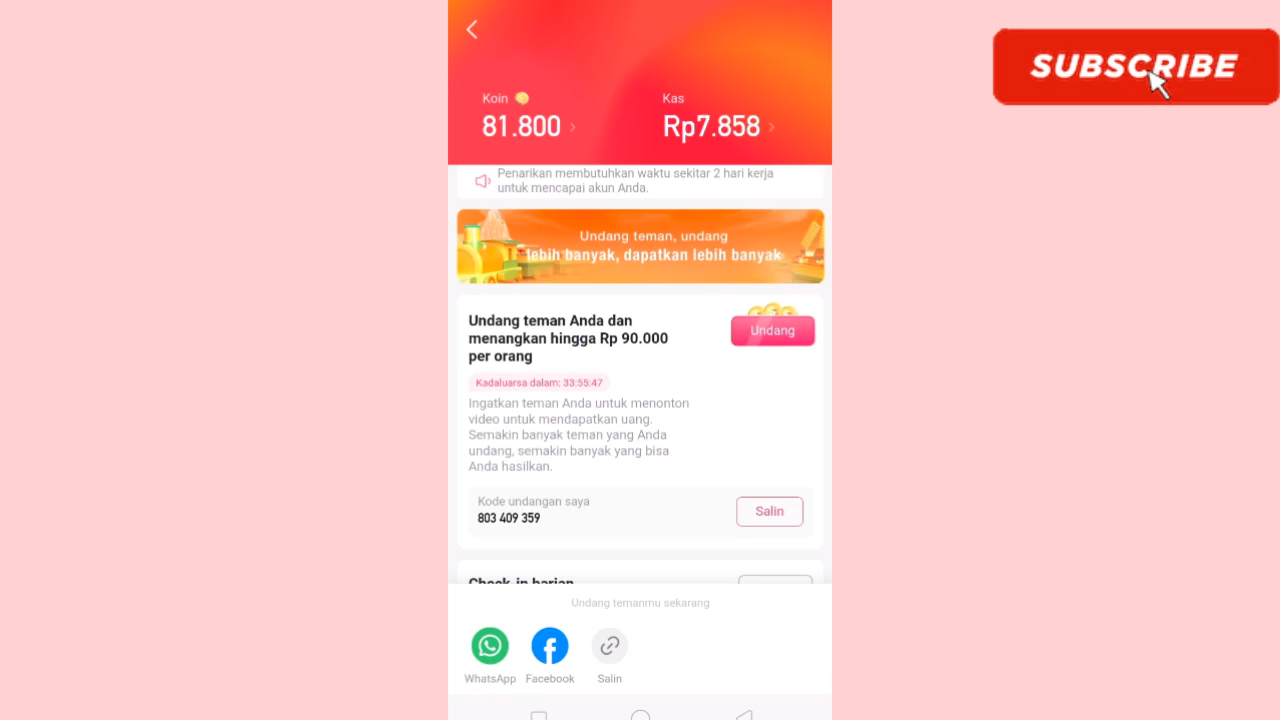 SUBSCRIBE
Koin
Kas
81.800
Rp7.858
Penarikan membutuhkan waktu sekitar 2 hari kerja
untuk mencapai akun Anda.
Undang teman, undang
lebih banyak, dapatkan lebih banyak
Undang teman Anda dan
menangkan hingga Rp 90.000
per orang
Undang
Kadaluarsa dalam: 33:55:47
Ingatkan teman Anda untuk menonton
video untuk mendapatkan uang.
Semakin banyak teman yang Anda
undang, semakin banyak yang bisa
Anda hasilkan.
Kode undangan saya
803 409 359
Salin
Check-in harian
Undang temanmu sekarang
WhatsApp
Facebook
Salin